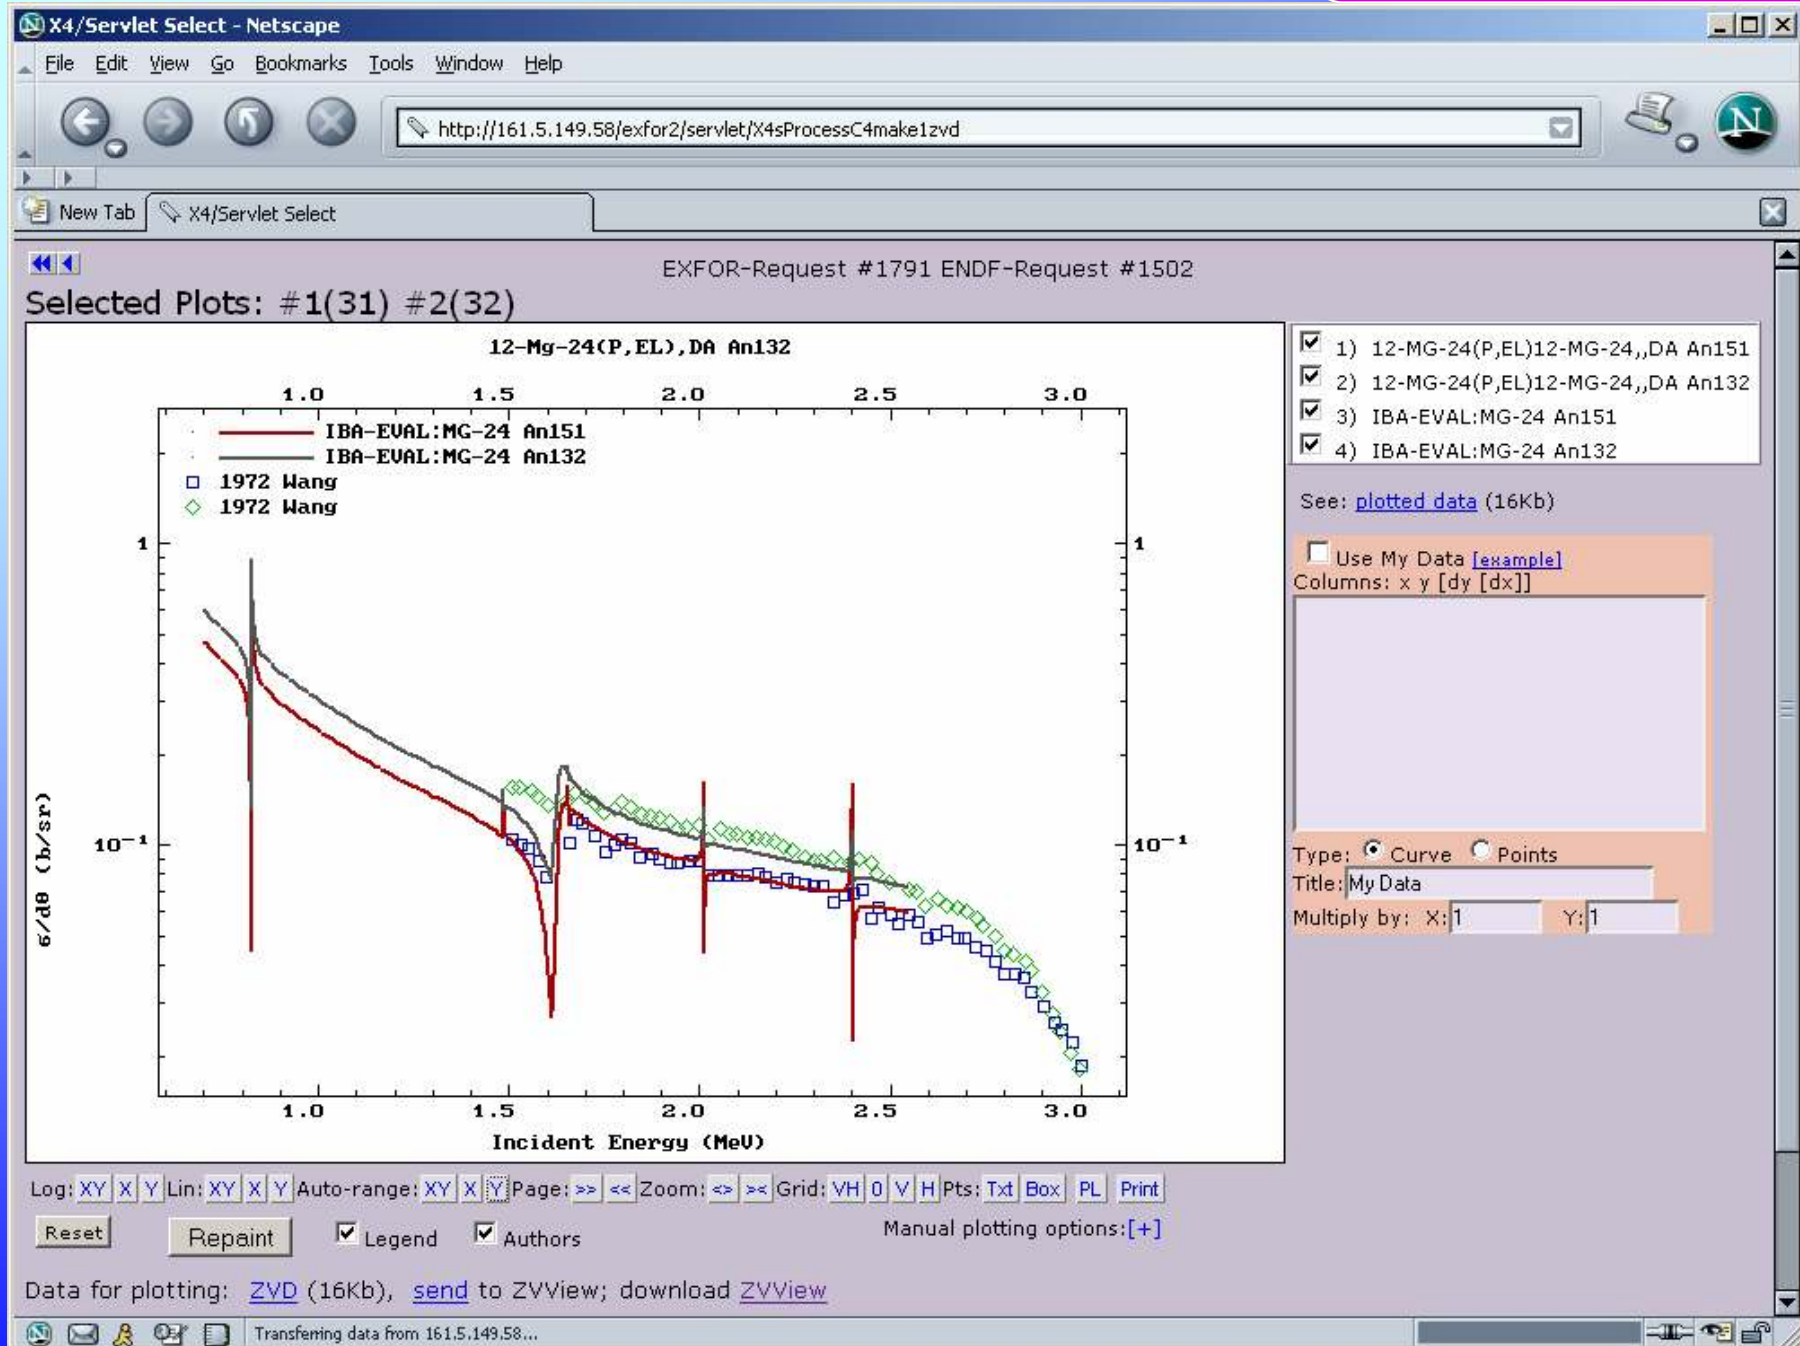 X4/Servlet Select - Netscape
File Edit View Go Bookmarks Tools Window Help
http://161.5.149.58/exfor2/servlet/X4sProcessC4make1zvd
N
New Tab X4/Servlet Select
EXFOR-Request #1791 ENDF-Request #1502
Selected Plots: #1(31) #2(32)
12-Mg-24(P,EL),DA An132
1.0 1.5 2.0 2.5 3.0
IBA-EVAL:MG-24 An151
IBA-EVAL:MG-24 An132
1972 Wang
1972 Wang
1 1
10⁻¹ 10⁻¹
б/dθ (b/sr)
1.0 1.5 2.0 2.5 3.0
Incident Energy (MeV)
1) 12-MG-24(P,EL)12-MG-24,,DA An151
2) 12-MG-24(P,EL)12-MG-24,,DA An132
3) IBA-EVAL:MG-24 An151
4) IBA-EVAL:MG-24 An132
See: plotted data (16Kb)
Use My Data [example]
Columns: x y [dy [dx]]
Type: Curve Points
Title: My Data
Multiply by: X: 1 Y: 1
Log: XY X Y Lin: XY X Y Auto-range: XY X Y Page: >> << Zoom: <> >< Grid: VH 0 V H Pts: Txt Box PL Print
Reset Repaint Legend Authors Manual plotting options:[+]
Data for plotting: ZVD (16Kb), send to ZVView; download ZVView
Transferring data from 161.5.149.58...